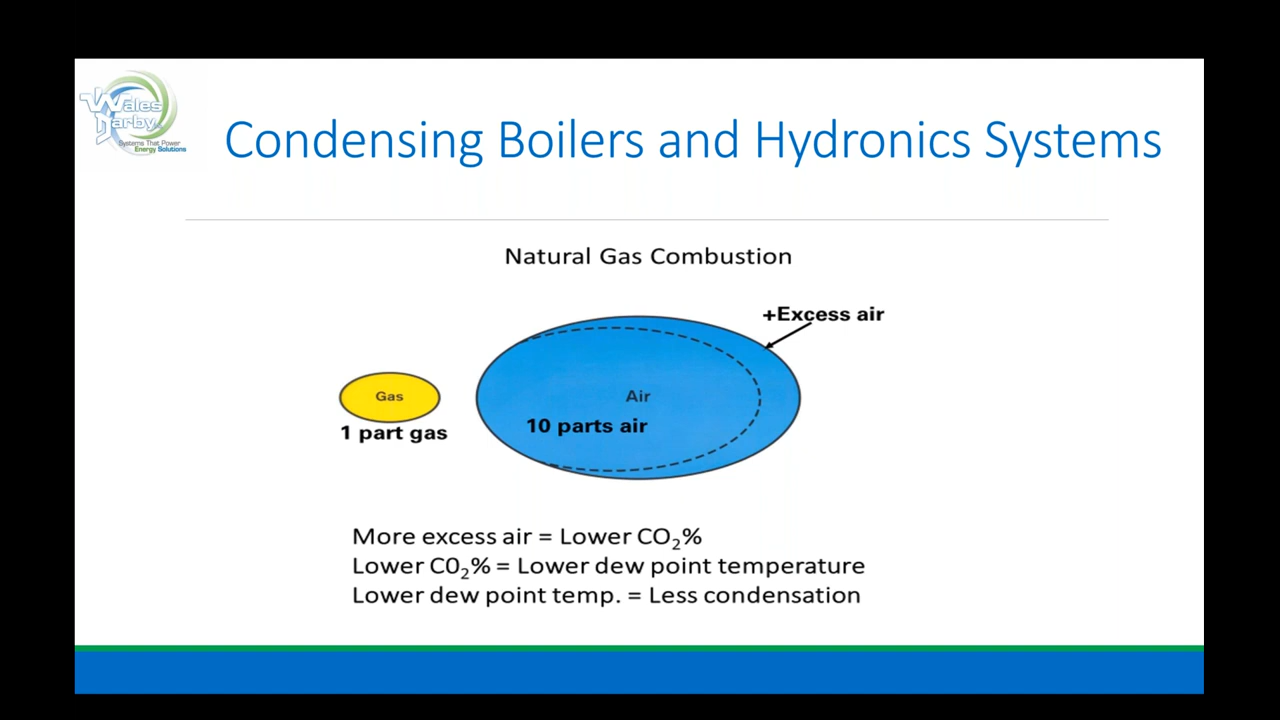 Wales Darby
Systems That Power
Energy Solutions
Condensing Boilers and Hydronics Systems
Natural Gas Combustion
+Excess air
Gas
Air
10 parts air
1 part gas
More excess air = Lower CO₂%
Lower C0₂% = Lower dew point temperature
Lower dew point temp. = Less condensation